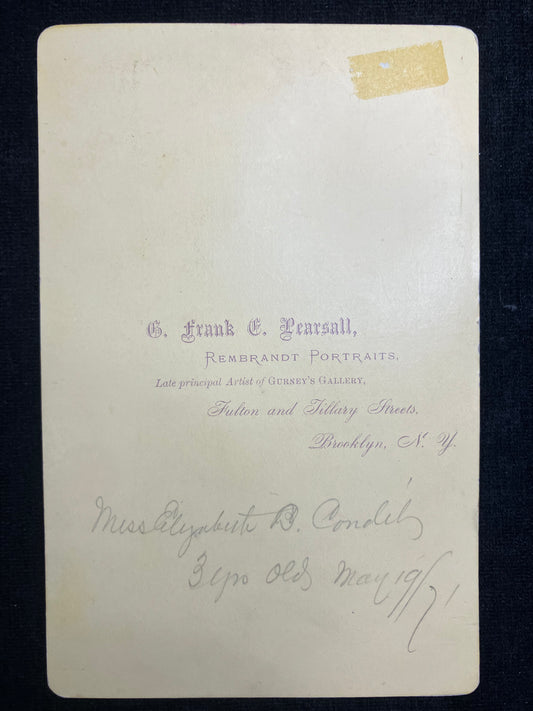 G. Frank E. Pearsall,
Rembrandt Portraits,
Late principal Artist of Gurney's Gallery,
Fulton and Tillary Streets,
Brooklyn, N. Y.
Miss Elizabeth B. Condit
3 yrs old May 19/71